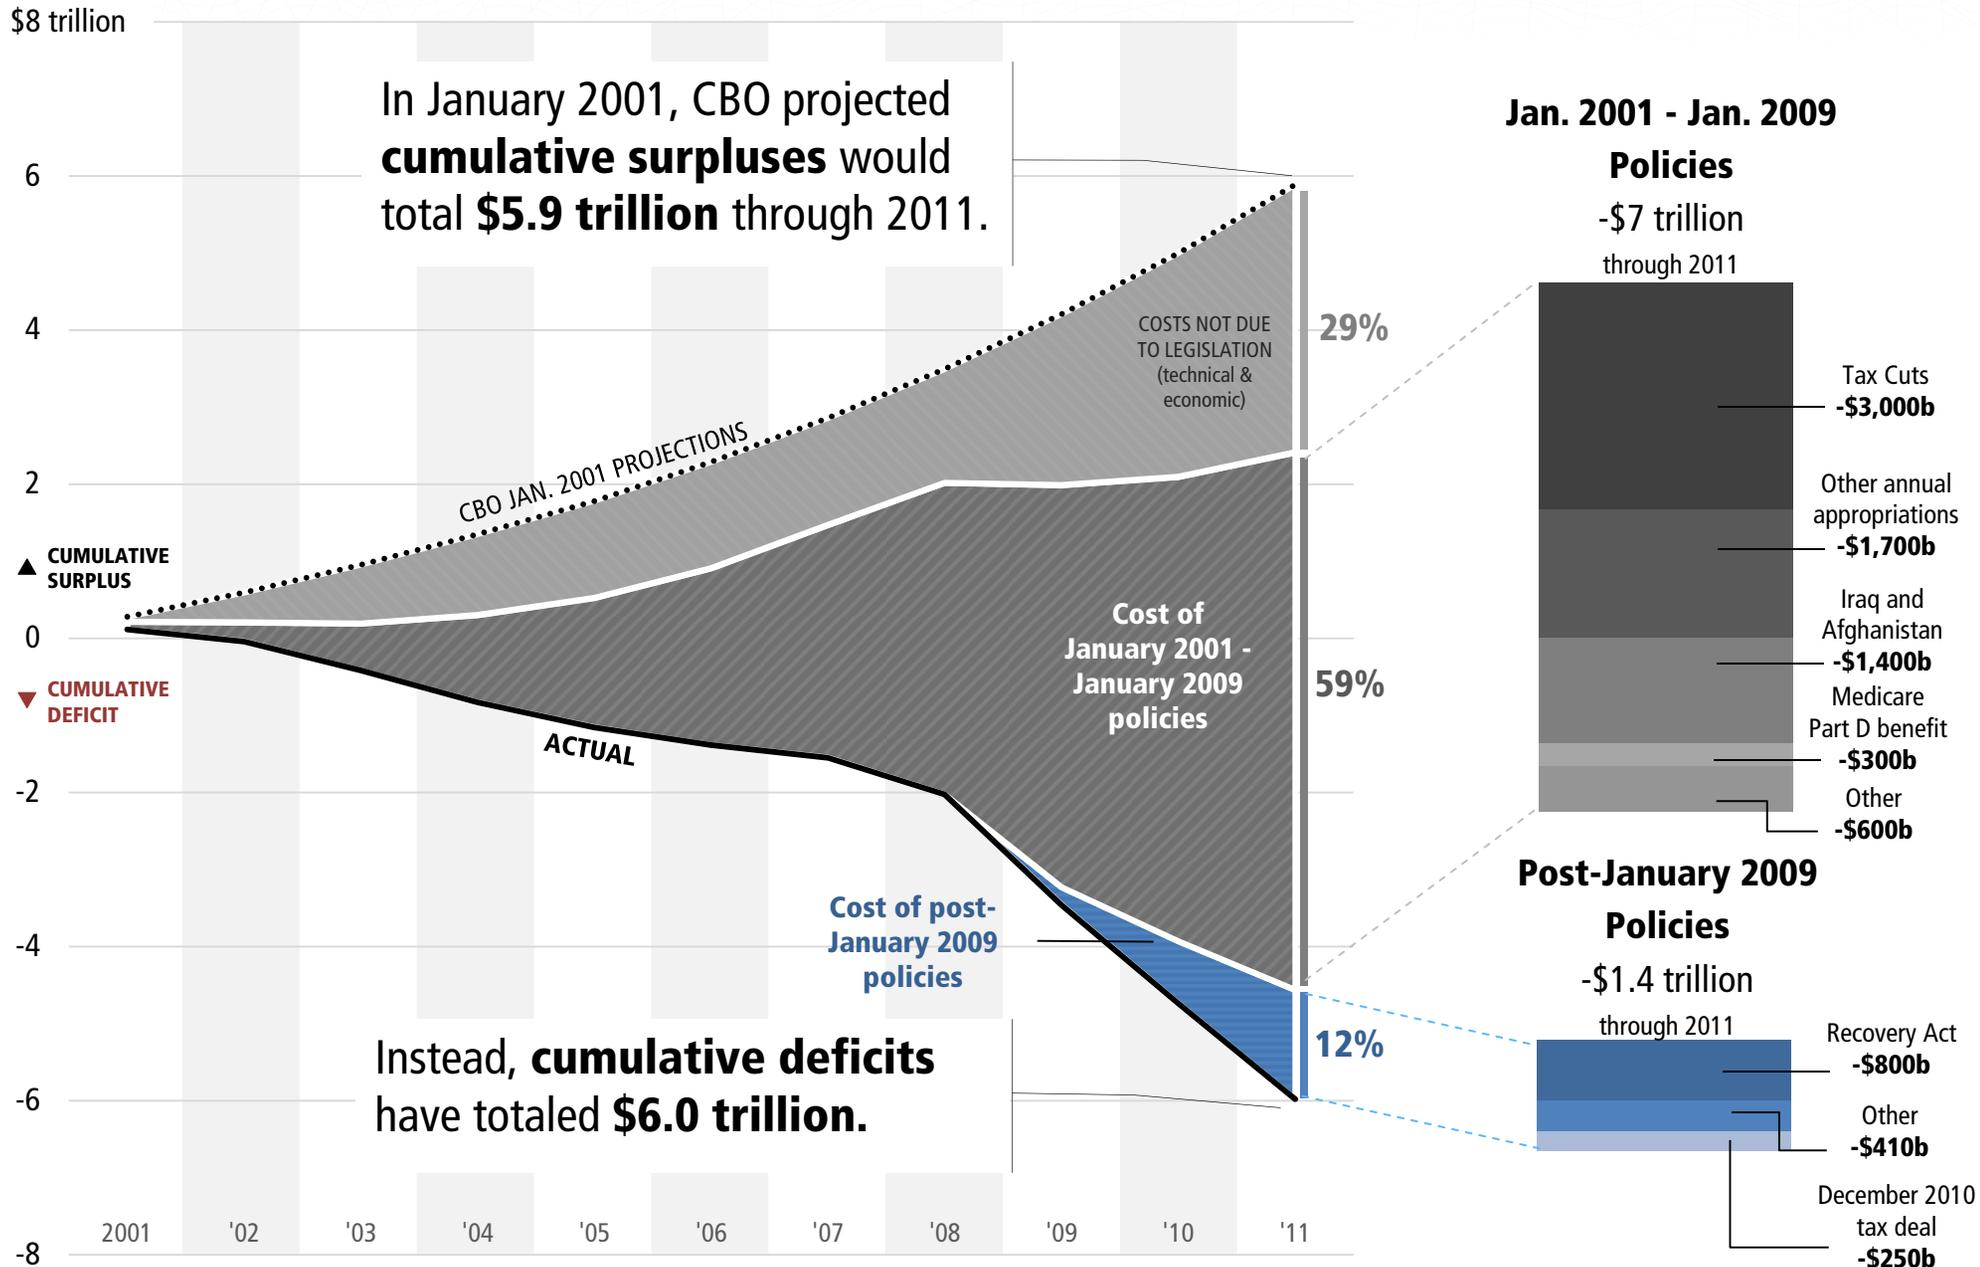 $8 trillion
6
4
2
0
-2
-4
-6
-8
▲ CUMULATIVE
SURPLUS
▼ CUMULATIVE
DEFICIT
In January 2001, CBO projected
cumulative surpluses would
total $5.9 trillion through 2011.
CBO JAN. 2001 PROJECTIONS
COSTS NOT DUE
TO LEGISLATION
(technical &
economic)
29%
Cost of
January 2001 -
January 2009
policies
59%
ACTUAL
Cost of post-
January 2009
policies
12%
Instead, cumulative deficits
have totaled $6.0 trillion.
2001 '02 '03 '04 '05 '06 '07 '08 '09 '10 '11
Jan. 2001 - Jan. 2009
Policies
-$7 trillion
through 2011
Tax Cuts
-$3,000b
Other annual
appropriations
-$1,700b
Iraq and
Afghanistan
-$1,400b
Medicare
Part D benefit
-$300b
Other
-$600b
Post-January 2009
Policies
-$1.4 trillion
through 2011
Recovery Act
-$800b
Other
-$410b
December 2010
tax deal
-$250b